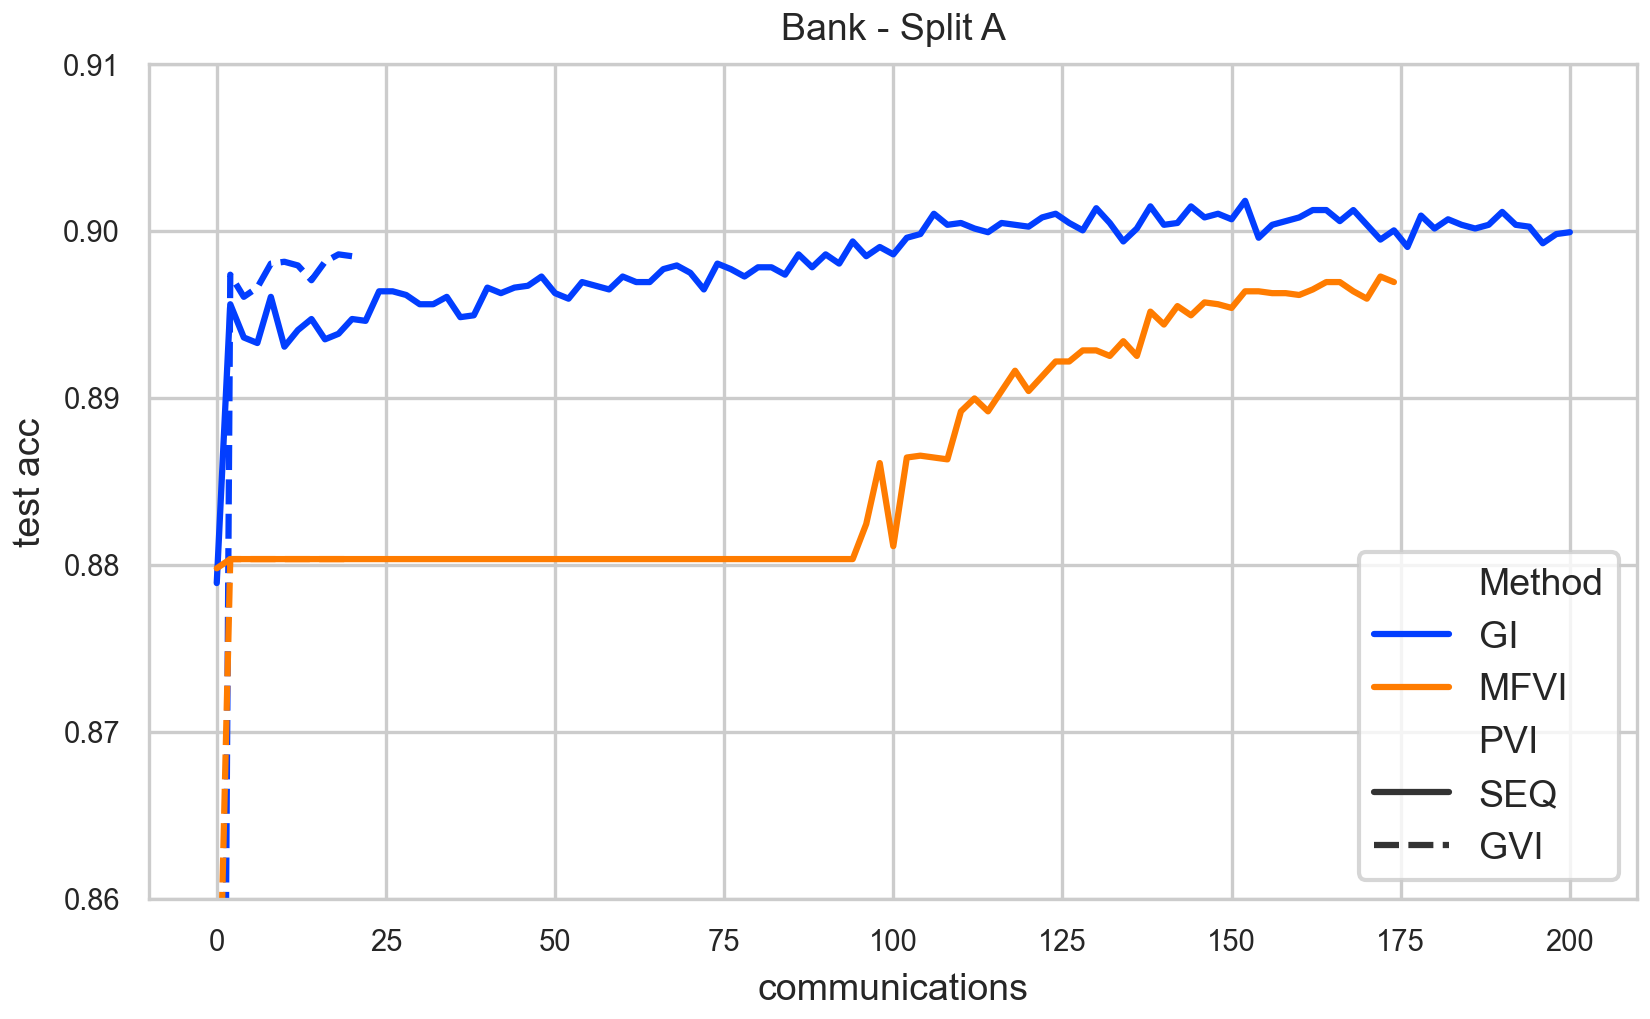 Bank - Split A
0.91
0.90
0.89
0.88
0.87
0.86
test acc
0 25 50 75 100 125 150 175 200
communications
Method
GI
MFVI
PVI
SEQ
GVI